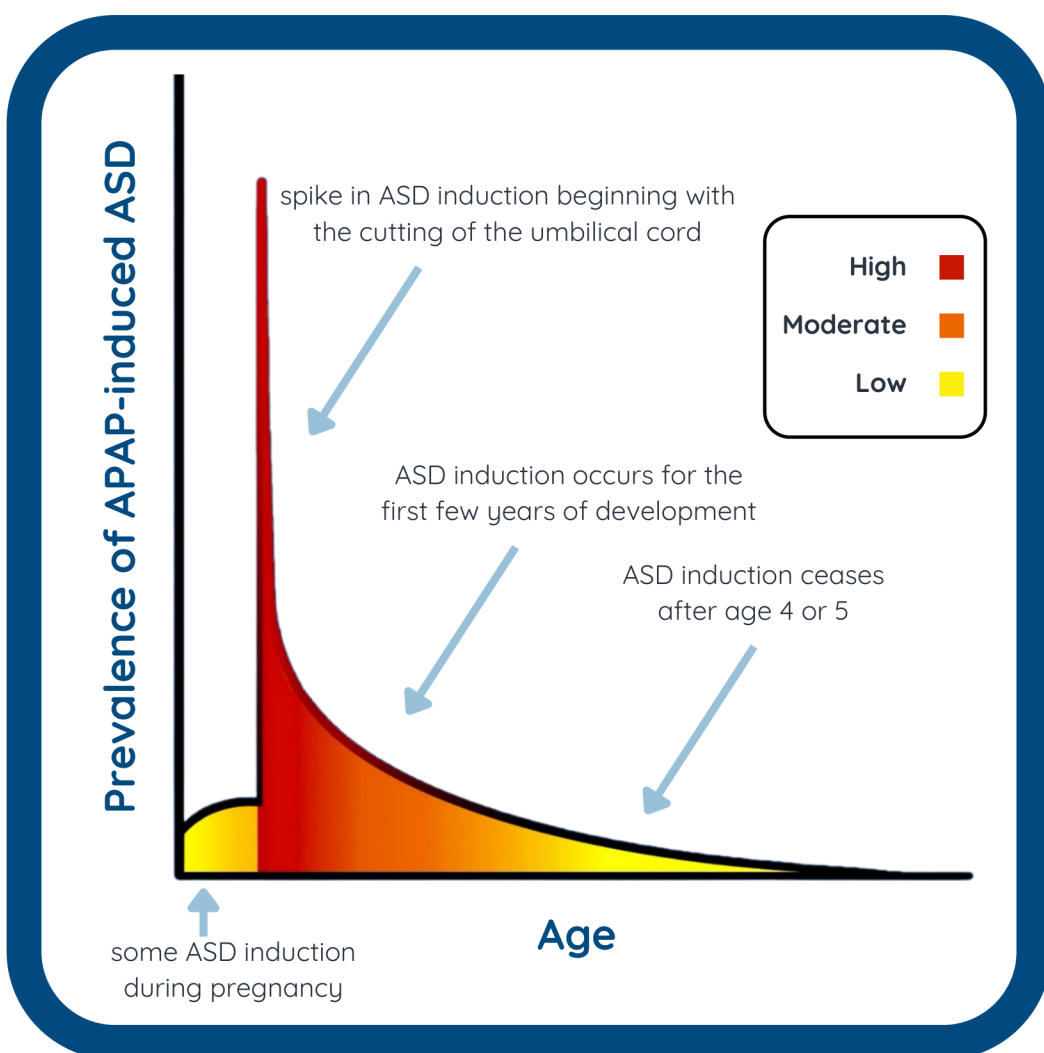 Prevalence of APAP-induced ASD
spike in ASD induction beginning with
the cutting of the umbilical cord
High
Moderate
Low
ASD induction occurs for the
first few years of development
ASD induction ceases
after age 4 or 5
Age
some ASD induction
during pregnancy